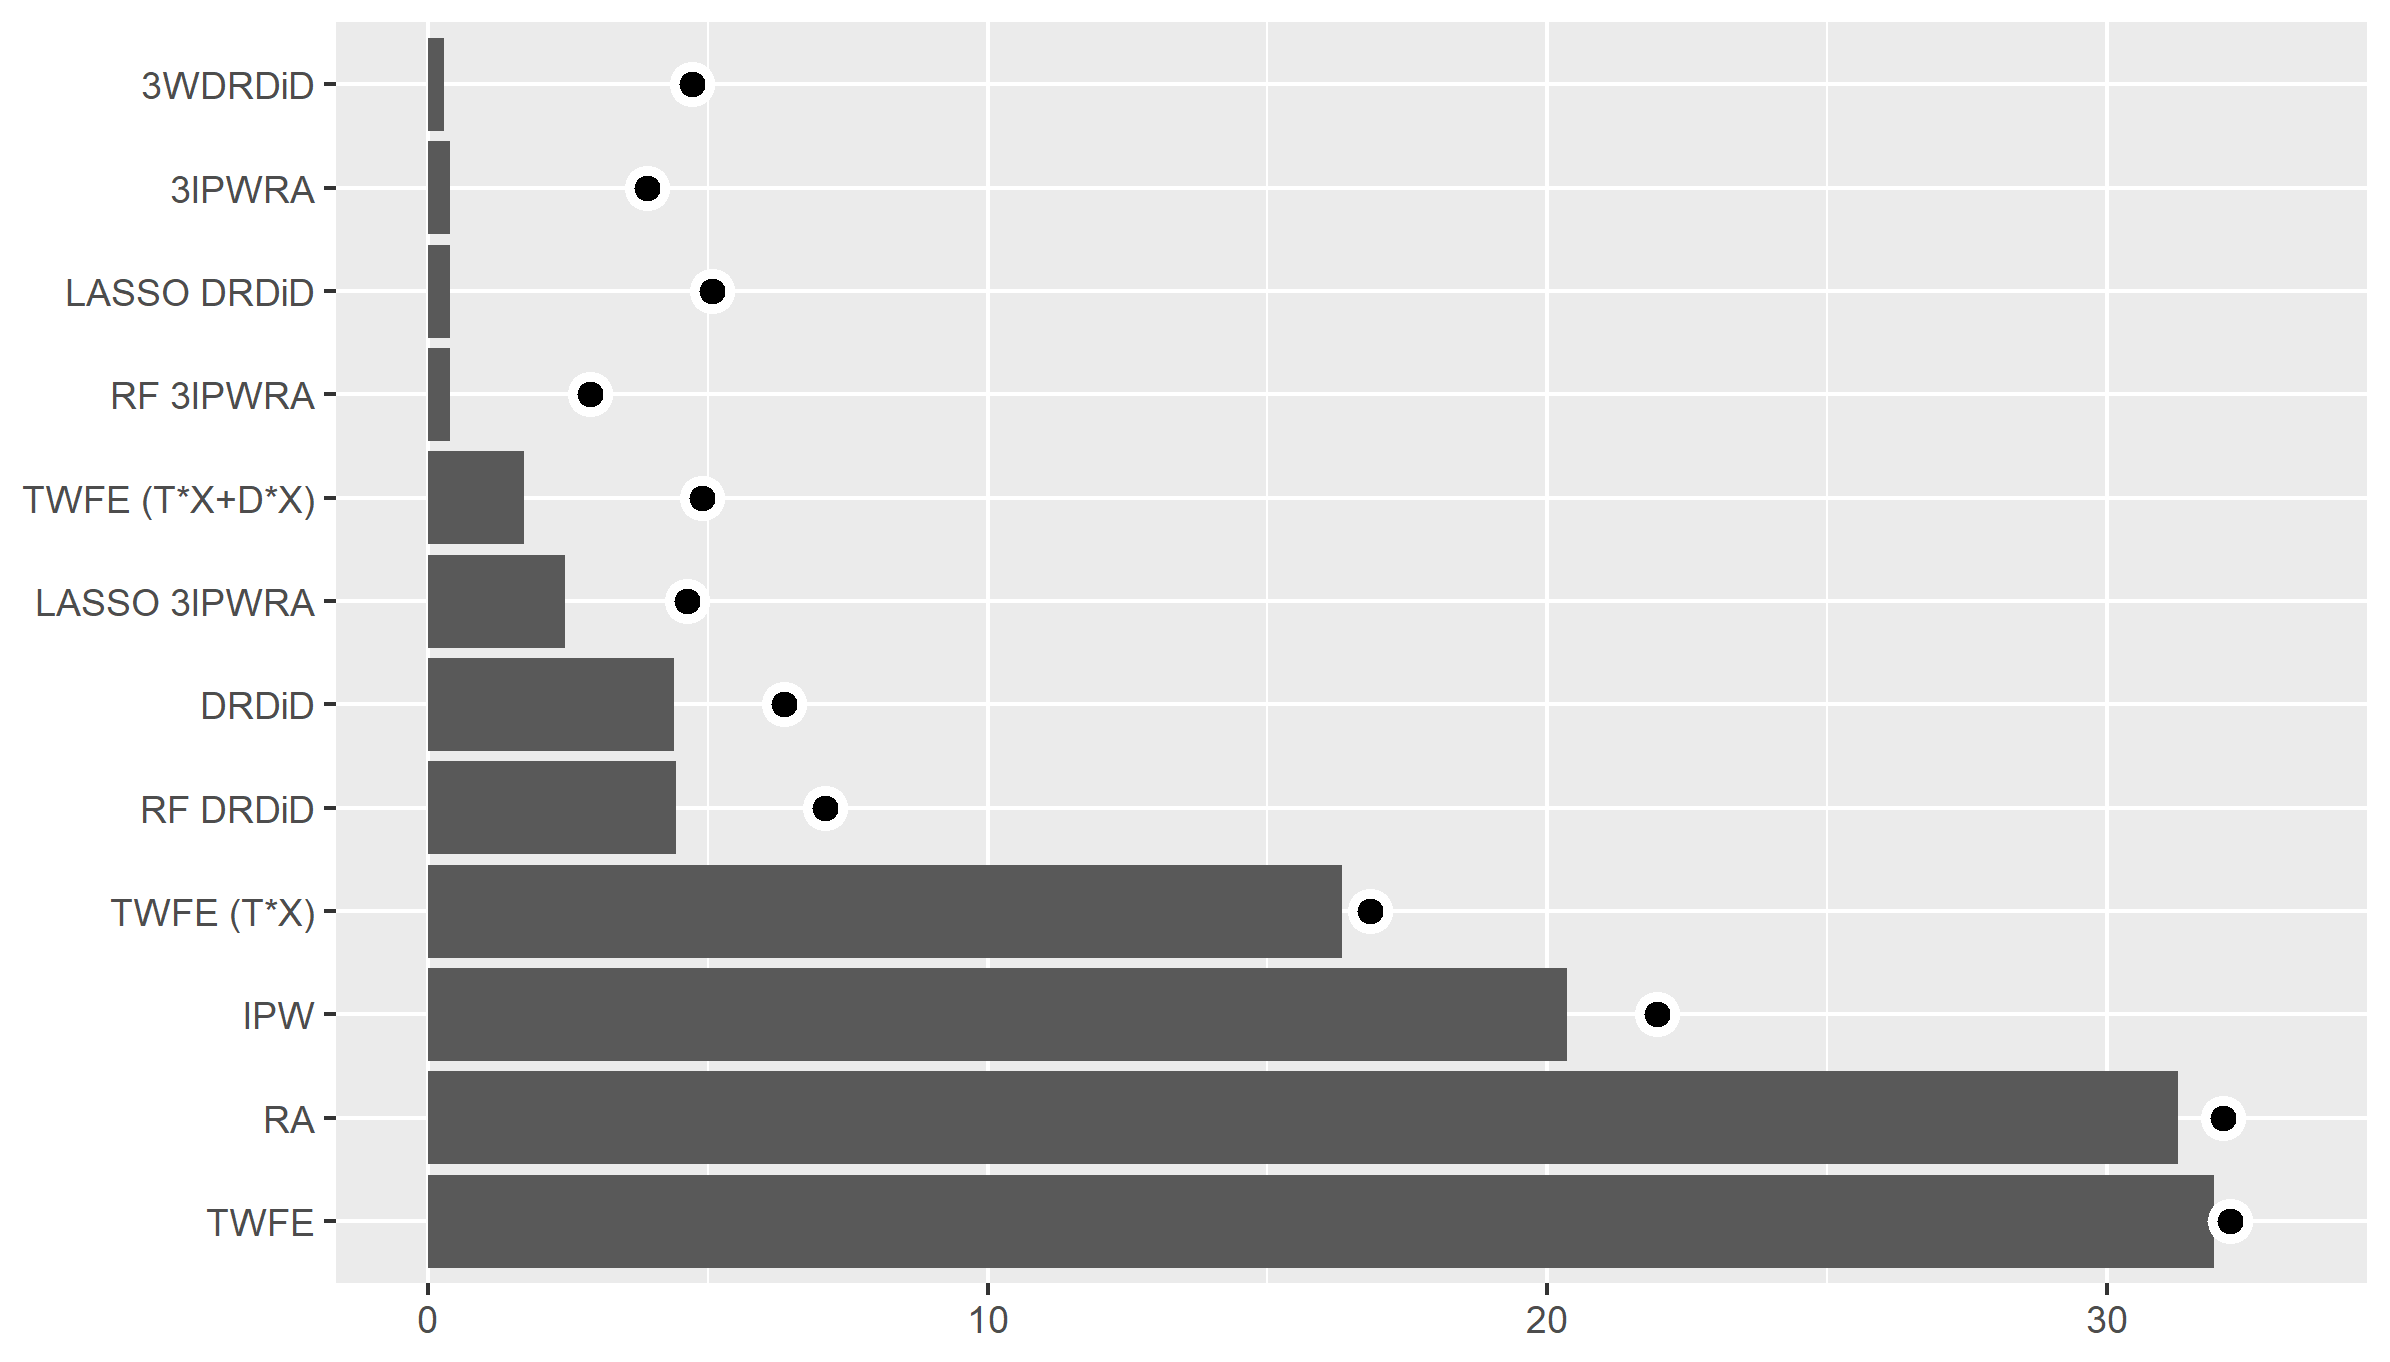 3WDRDiD
3IPWRA
LASSO DRDiD
RF 3IPWRA
TWFE (T*X+D*X)
LASSO 3IPWRA
DRDiD
RF DRDiD
TWFE (T*X)
IPW
RA
TWFE
0 10 20 30